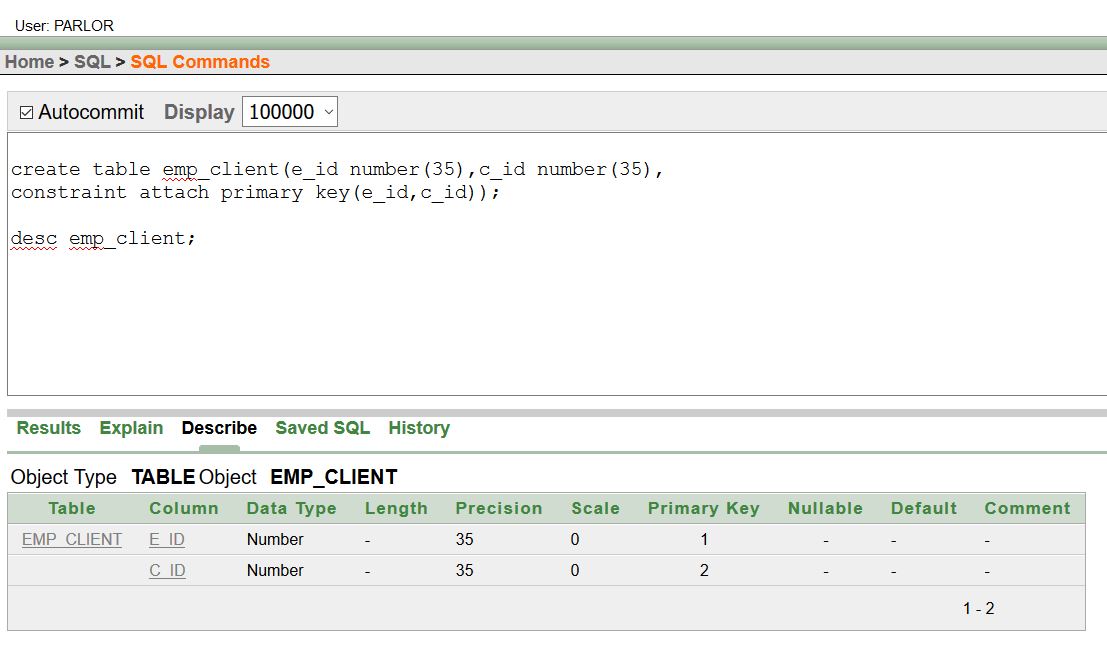 User: PARLOR
Home > SQL > SQL Commands
Autocommit Display 100000
create table emp_client(e_id number(35),c_id number(35),
constraint attach primary key(e_id,c_id));
desc emp_client;
Results Explain Describe Saved SQL History
Object Type TABLE Object EMP_CLIENT
Table Column Data Type Length Precision Scale Primary Key Nullable Default Comment
EMP_CLIENT E_ID Number - 35 0 1 - - -
C_ID Number - 35 0 2 - - -
1 - 2